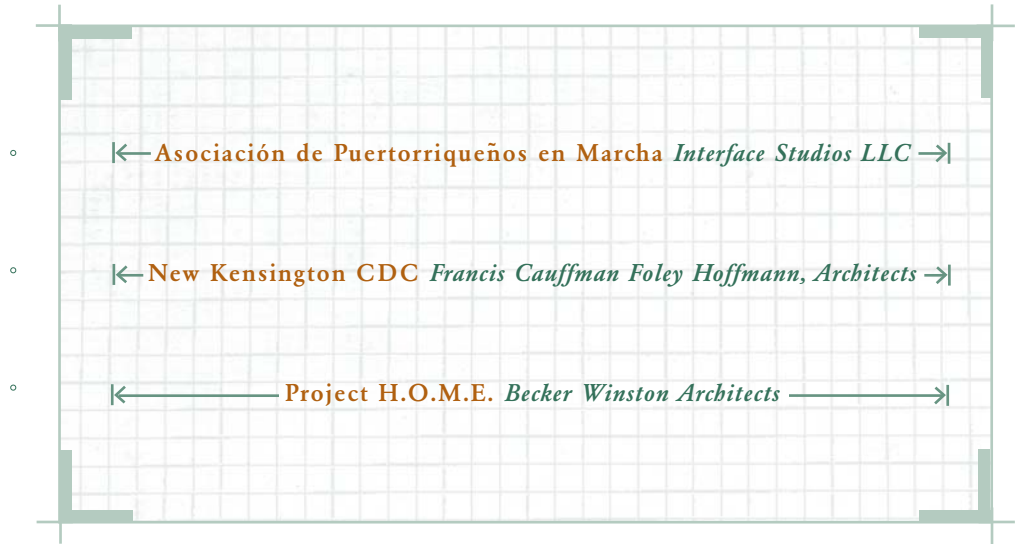 Asociación de Puertorriqueños en Marcha Interface Studios LLC
New Kensington CDC Francis Cauffman Foley Hoffmann, Architects
Project H.O.M.E. Becker Winston Architects